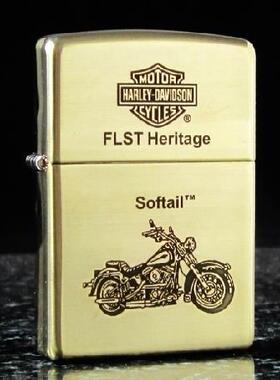 MOTOR
HARLEY-DAVIDSON
CYCLES
®
FLST Heritage
Softail™